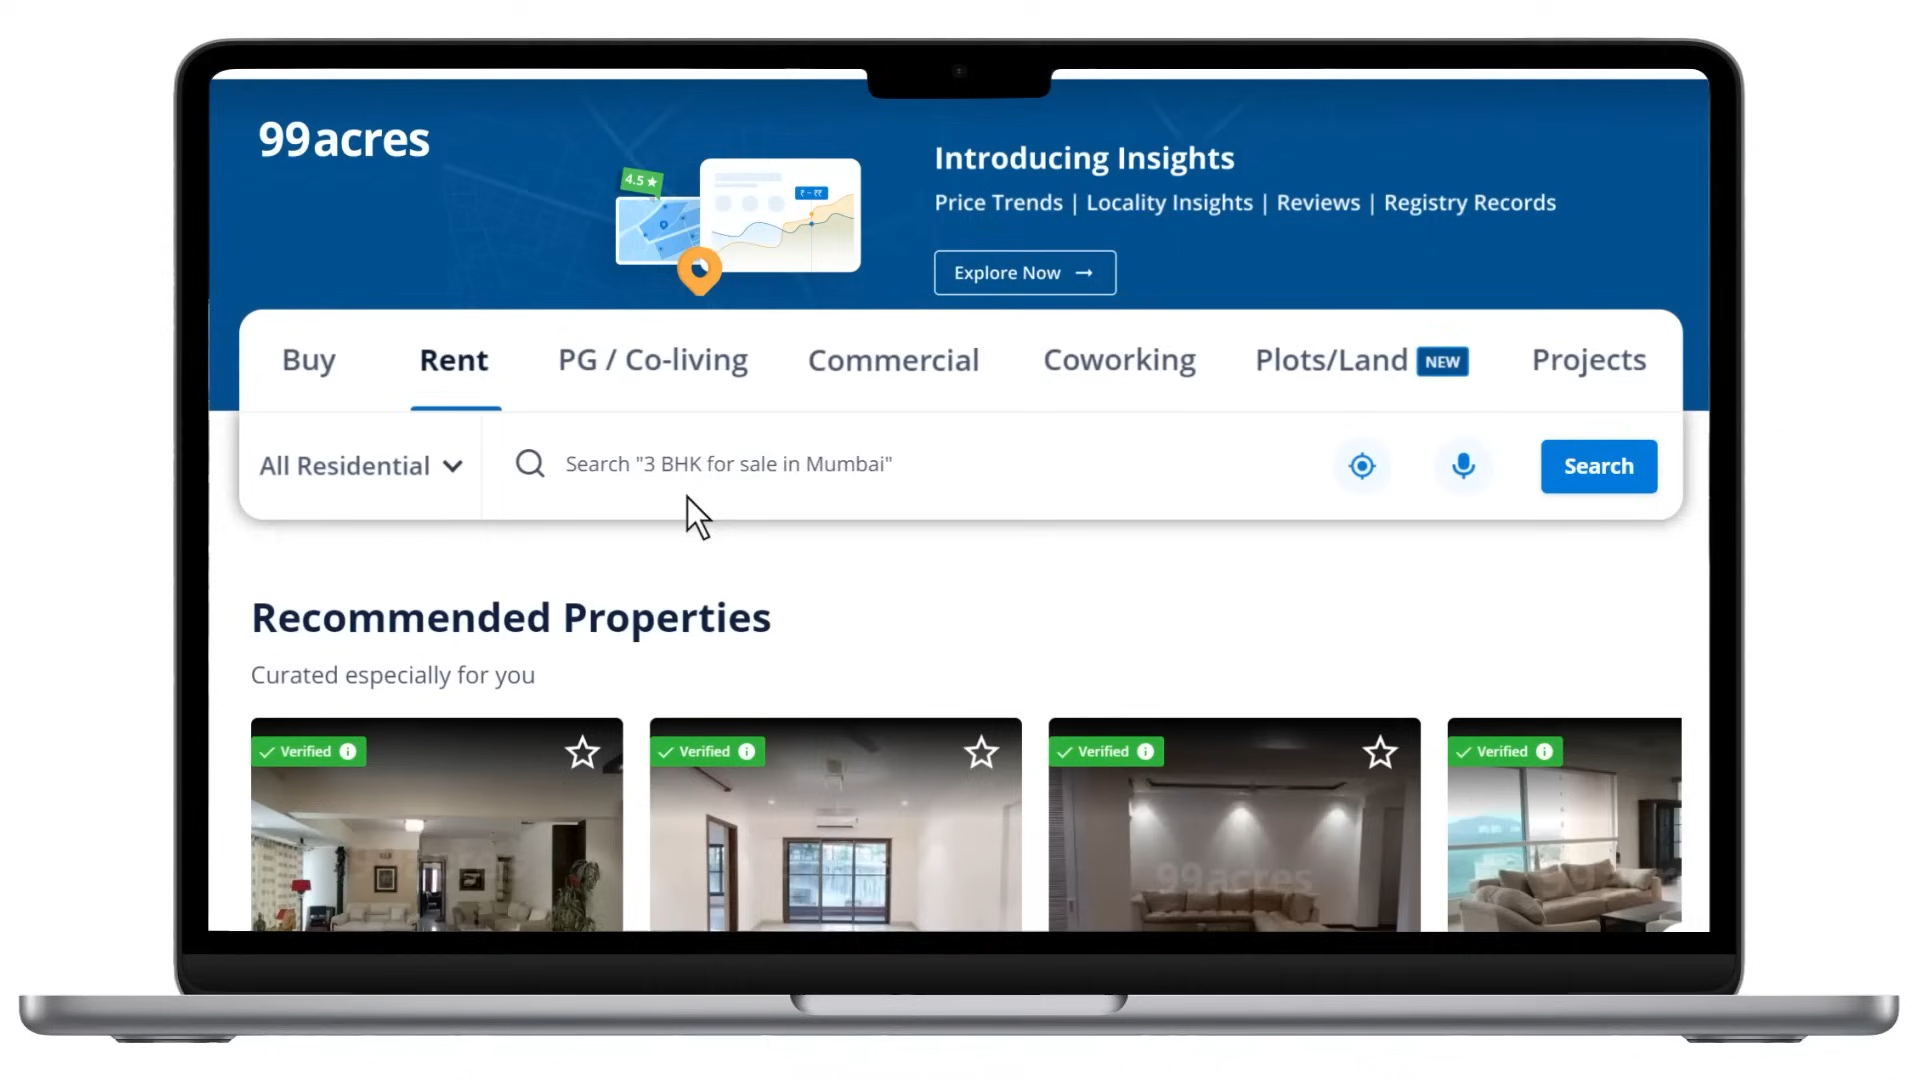 99acres
4.5 ★
₹ – ₹₹
Introducing Insights
Price Trends | Locality Insights | Reviews | Registry Records
Explore Now →
Buy
Rent
PG / Co-living
Commercial
Coworking
Plots/Land NEW
Projects
All Residential
Search "3 BHK for sale in Mumbai"
Search
Recommended Properties
Curated especially for you
Verified
Verified
Verified
Verified
99acres